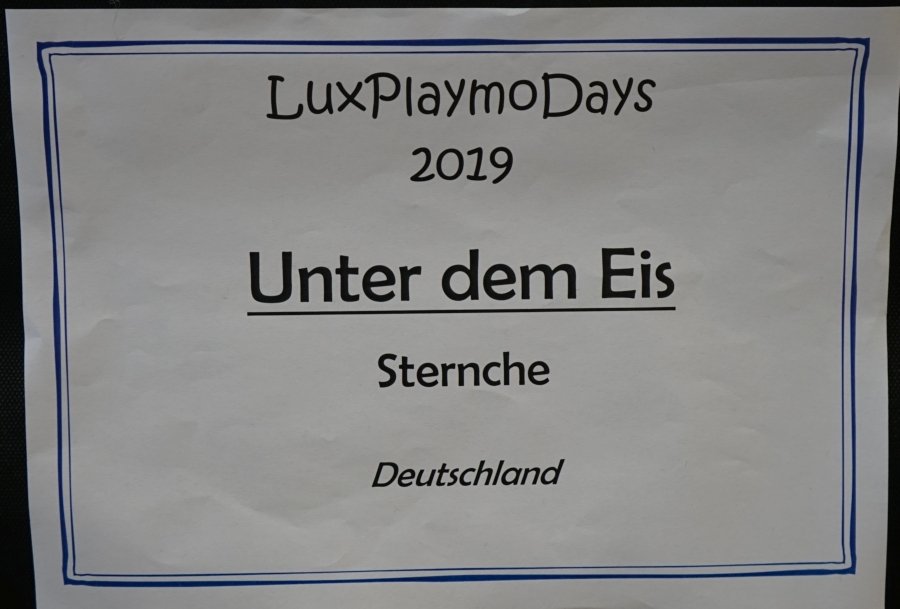 LuxPlaymoDays
2019
Unter dem Eis
Sternche
Deutschland